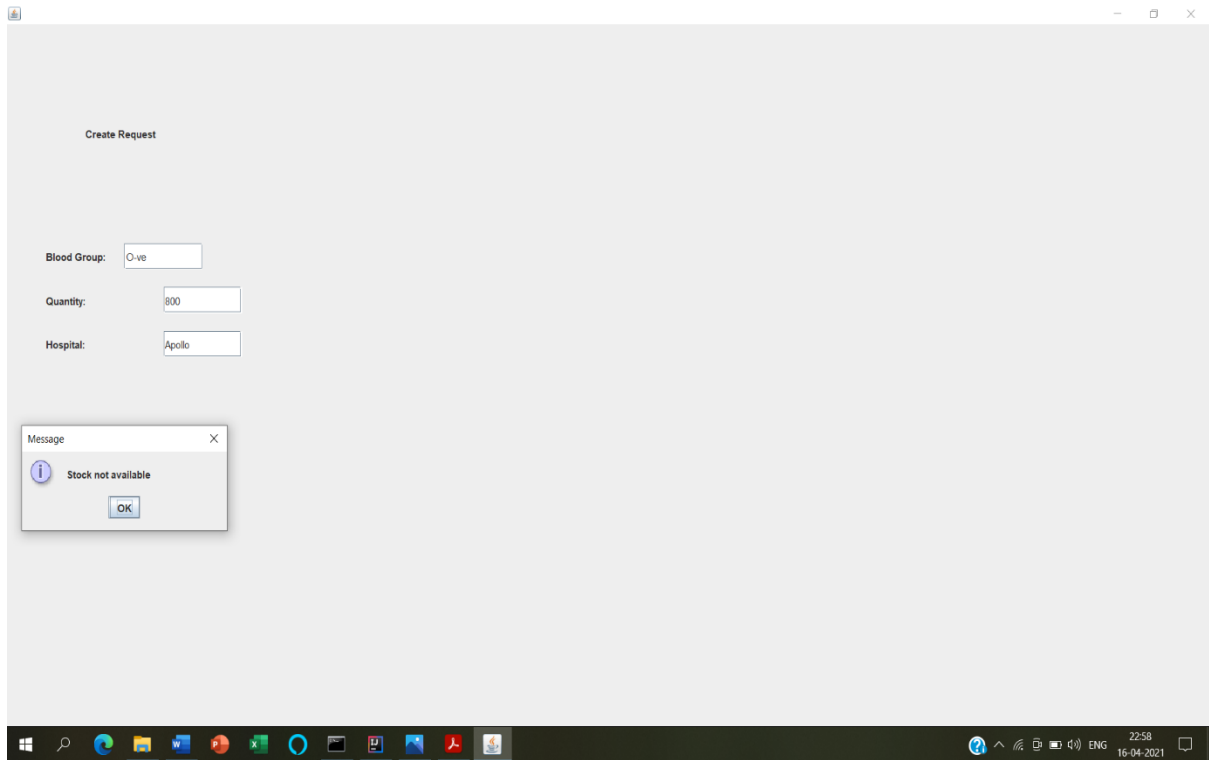 Create Request
Blood Group: O-ve
Quantity: 800
Hospital: Apollo
Message
Stock not available
OK
ENG
22:58
16-04-2021